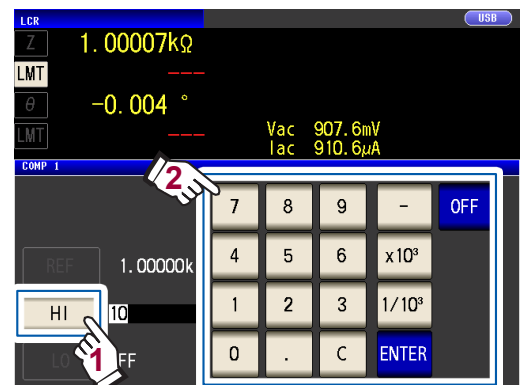 LCR USB
Z 1.00007kΩ
LMT ---
θ -0.004 °
LMT ---
Vac 907.6mV
Iac 910.6μA
COMP 1
2
7 8 9 - OFF
4 5 6 x10³
REF 1.00000k
1 2 3 1/10³
HI 10
0 . C ENTER
LO FF
1